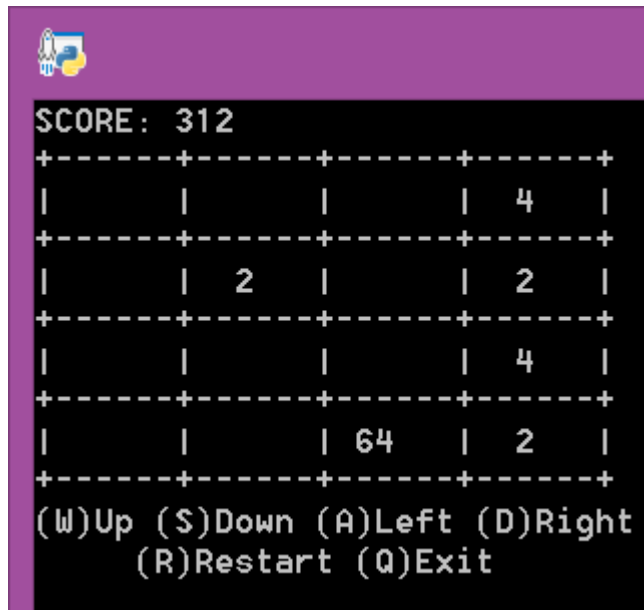 SCORE: 312
+------+------+------+------+
|      |      |      |  4   |
+------+------+------+------+
|      |  2   |      |  2   |
+------+------+------+------+
|      |      |      |  4   |
+------+------+------+------+
|      |      | 64   |  2   |
+------+------+------+------+
(W)Up (S)Down (A)Left (D)Right
(R)Restart (Q)Exit